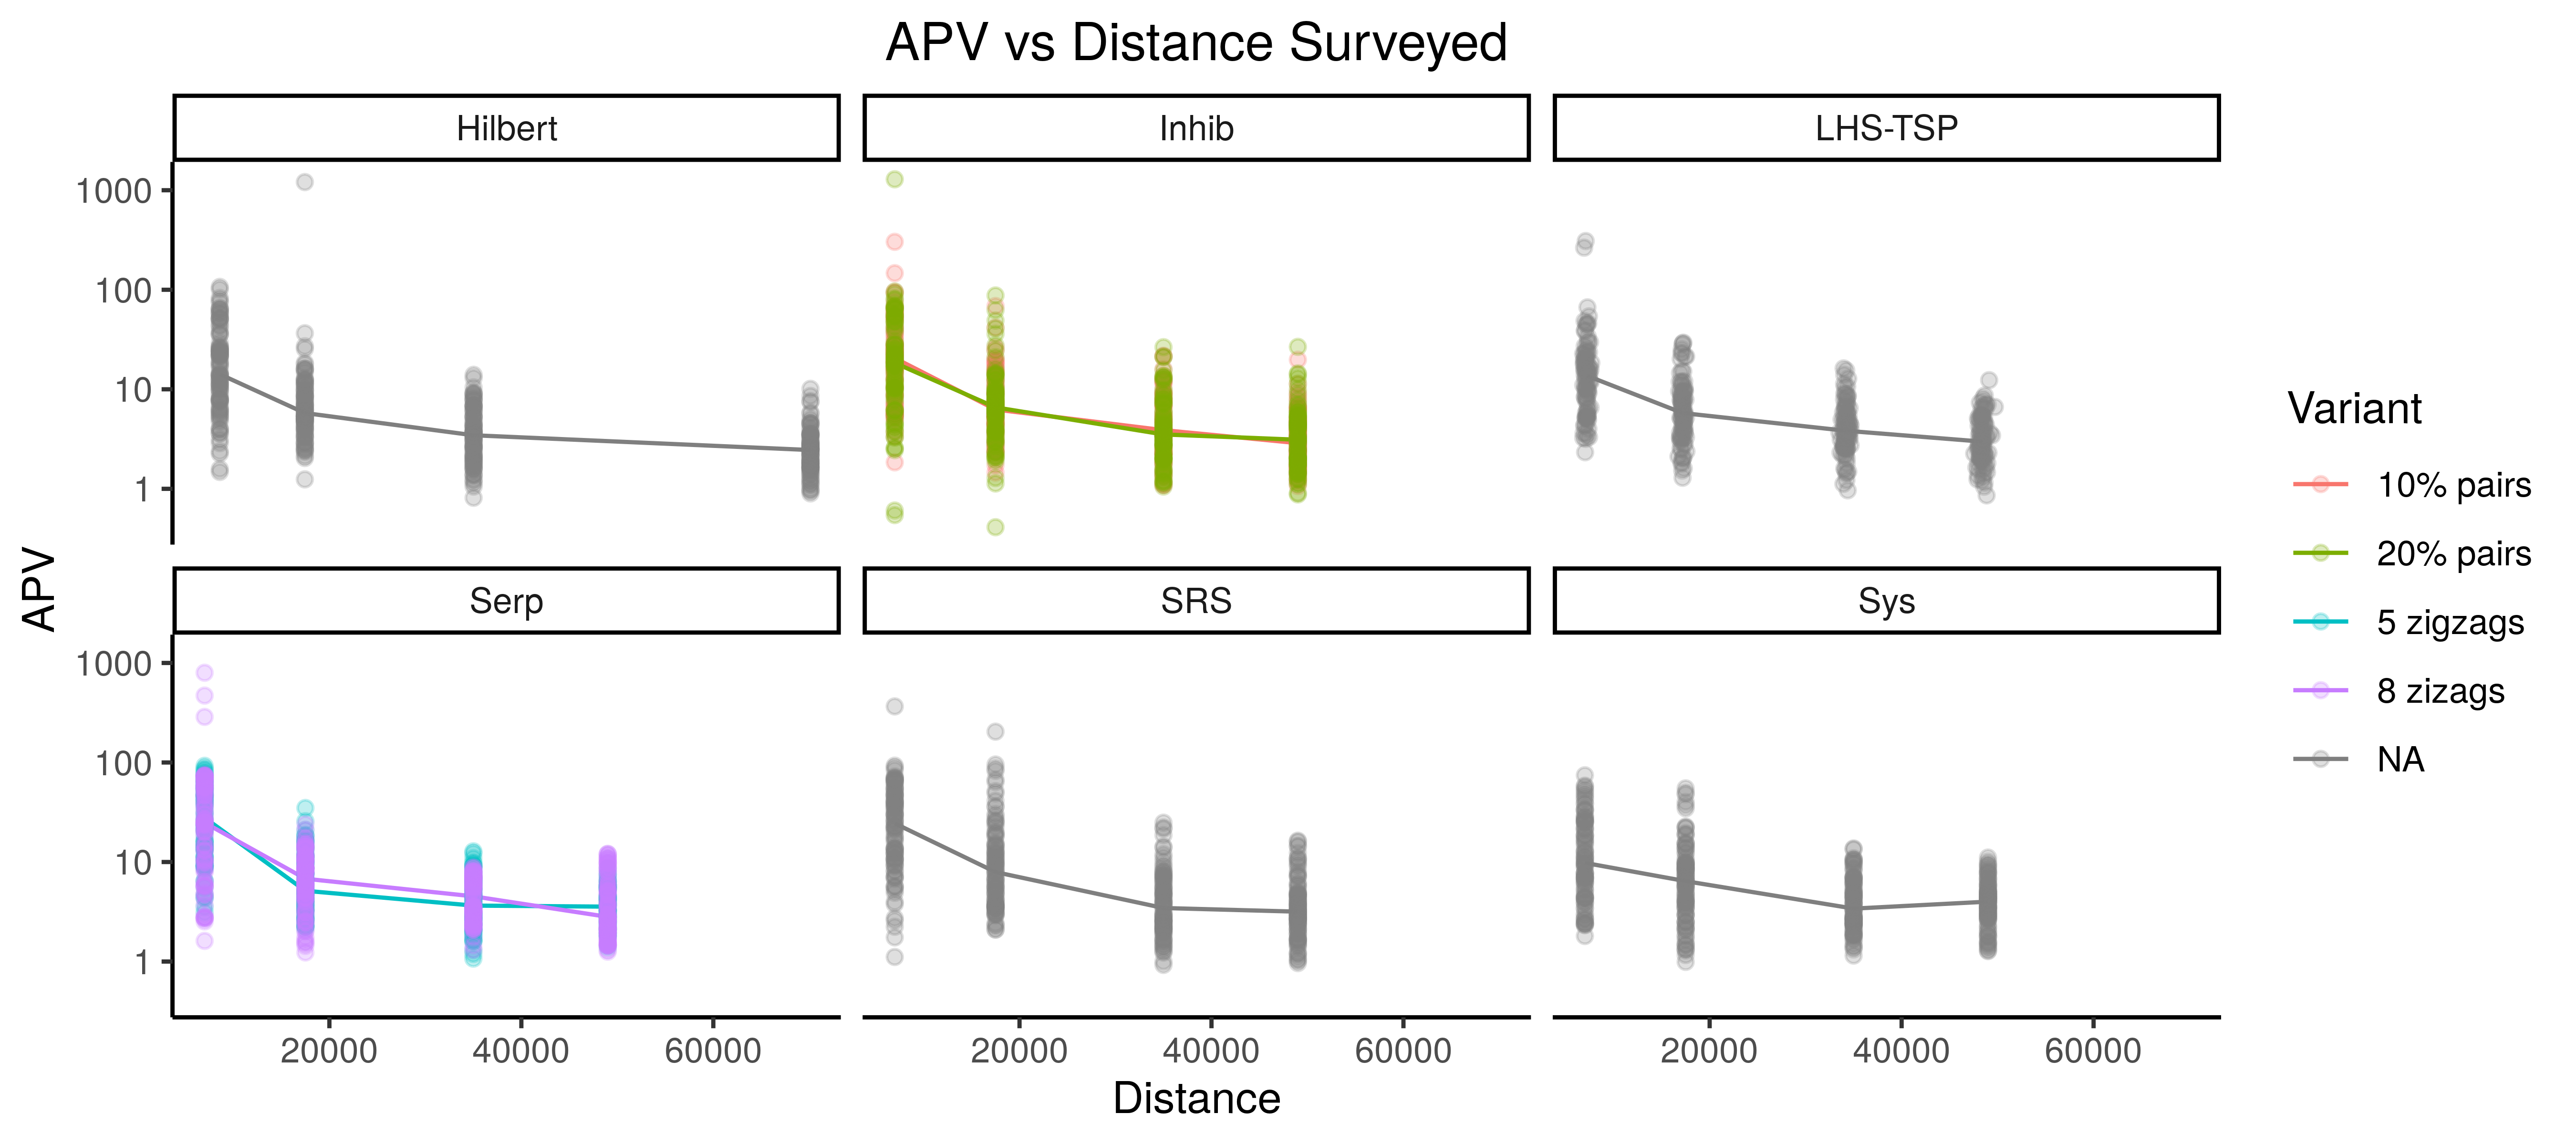 APV vs Distance Surveyed
Hilbert
Inhib
LHS-TSP
1000
100
10
1
APV
Serp
SRS
Sys
1000
100
10
1
20000 40000 60000
20000 40000 60000
20000 40000 60000
Distance
Variant
10% pairs
20% pairs
5 zigzags
8 zizags
NA